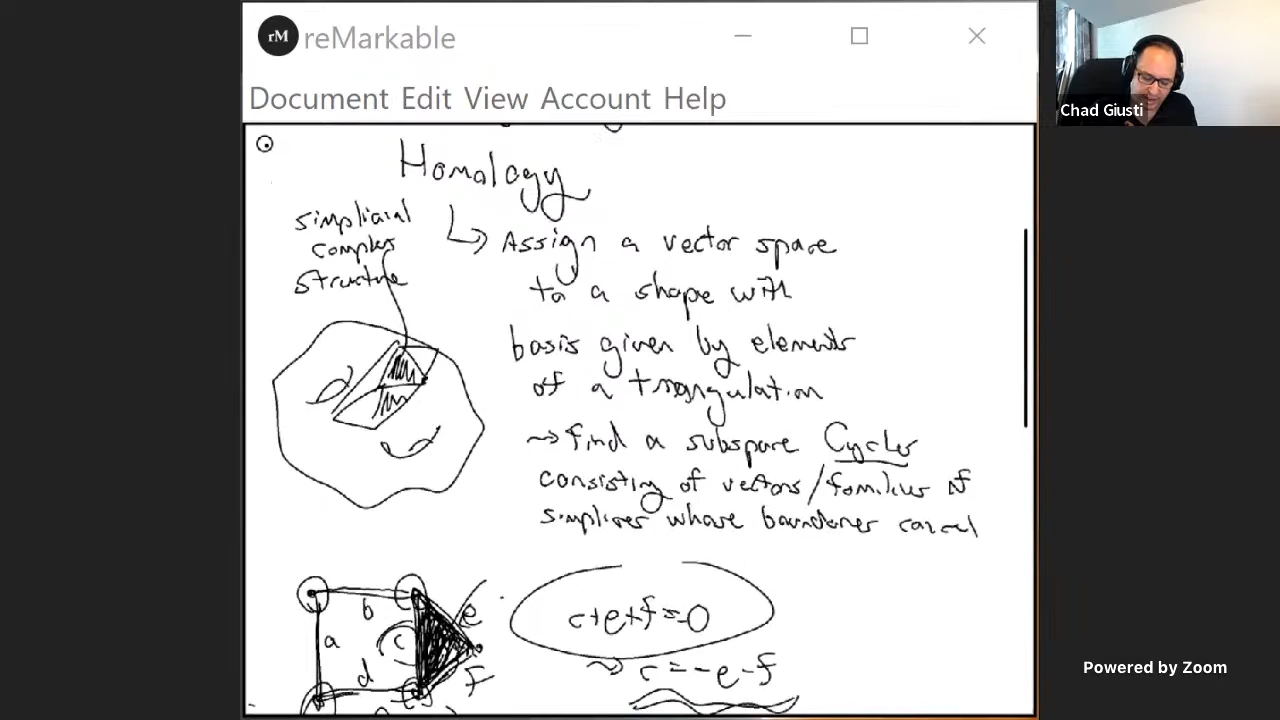 rM reMarkable
Document Edit View Account Help
Chad Giusti
Homology
simplicial
complex
structure
↳ Assign a vector space
to a shape with
basis given by elements
of a triangulation
⇝ Find a subspace Cycles
consisting of vectors/families of
simplices whose boundaries cancel
b
e
a
c
d
f
c+e+f=0
⇝ c = -e-f
Powered by Zoom